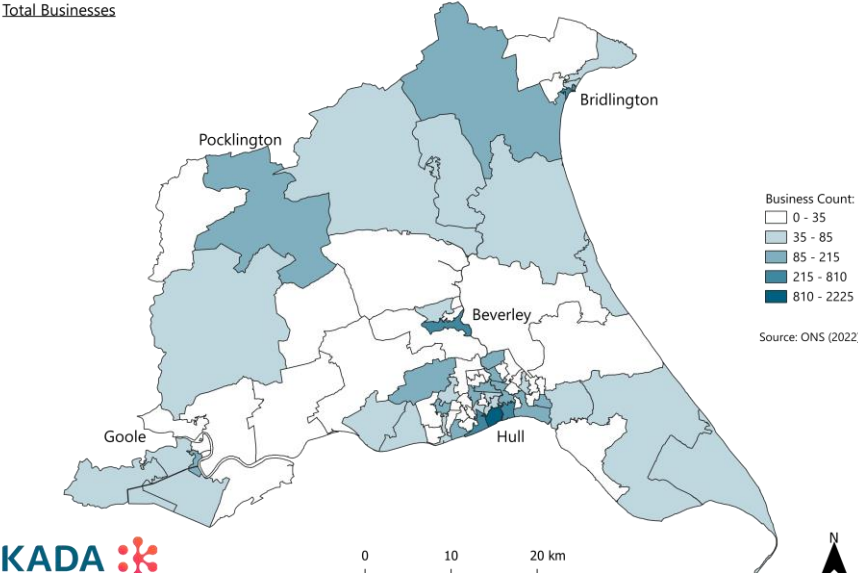 Total Businesses
Bridlington
Pocklington
Business Count:
0 - 35
35 - 85
85 - 215
215 - 810
810 - 2225
Source: ONS (2022)
Beverley
Goole
Hull
KADA
0 10 20 km
N